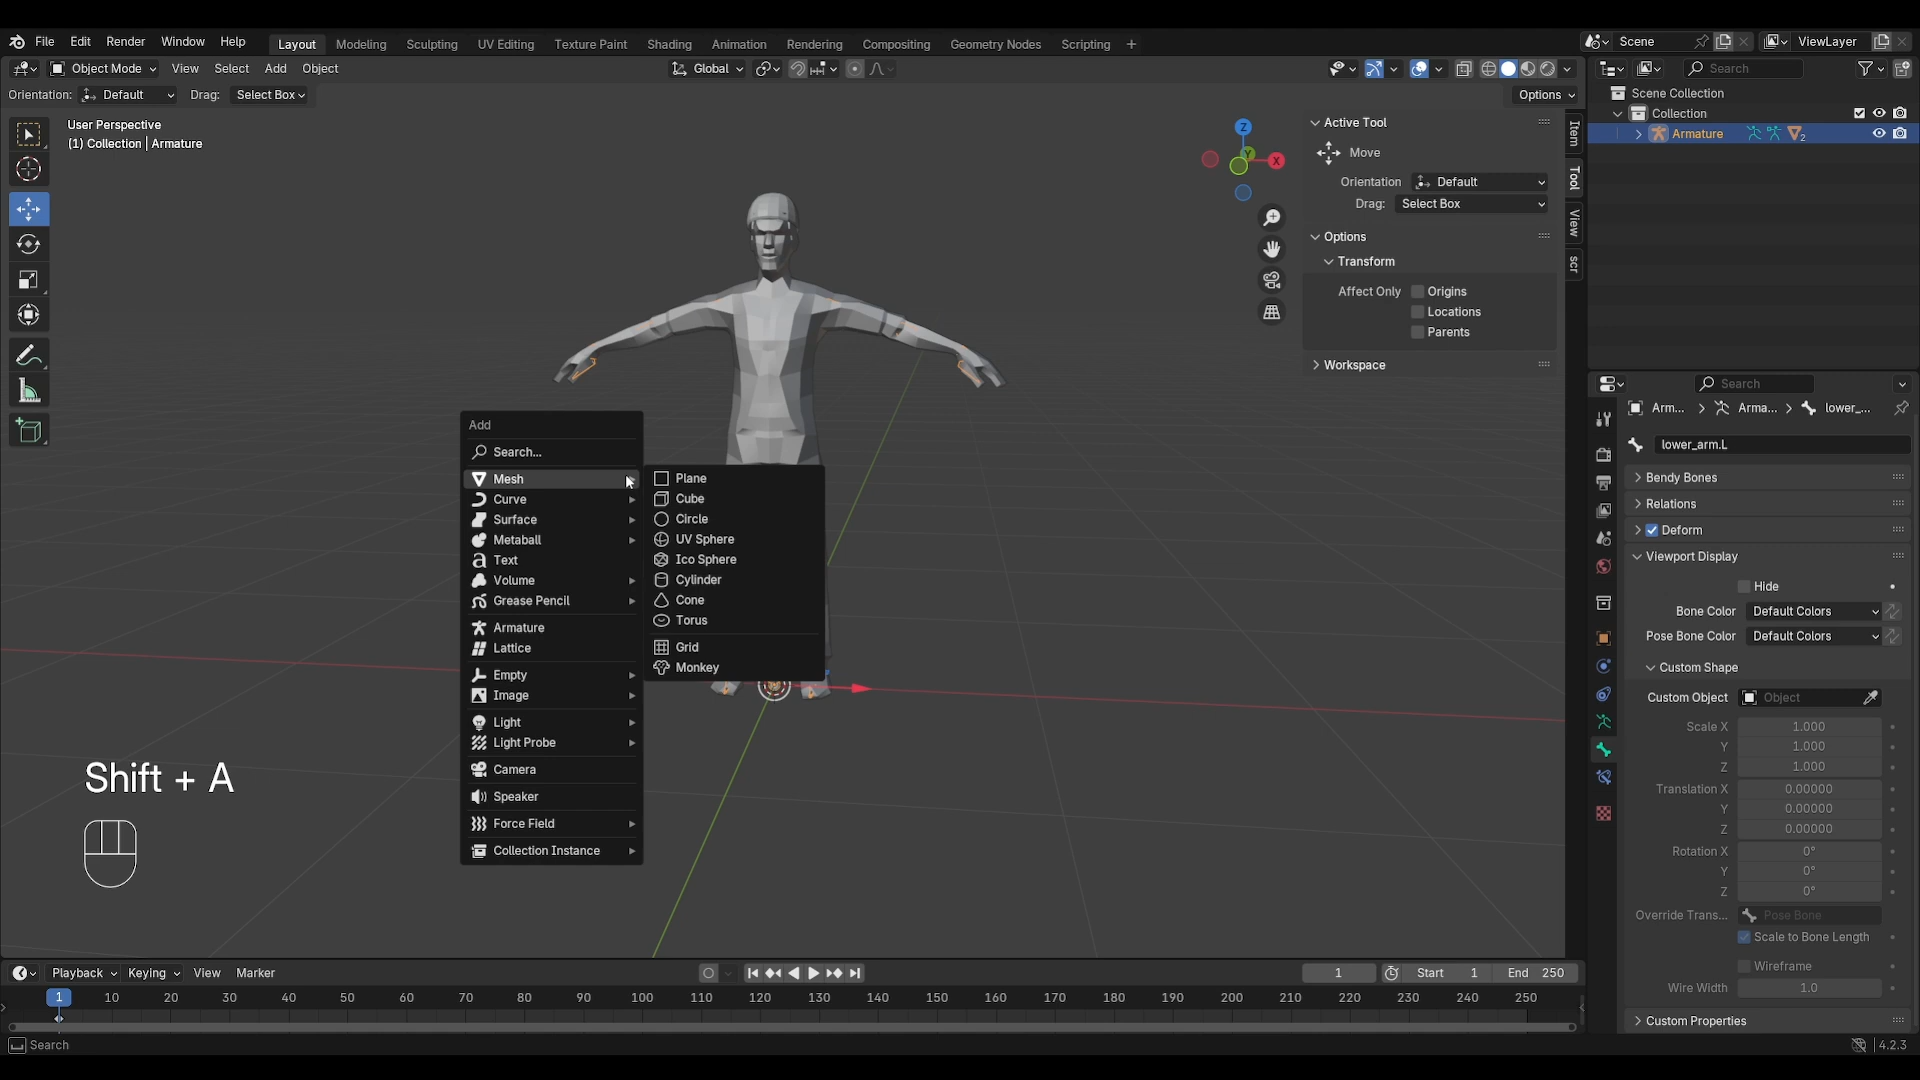 File Edit Render Window Help Layout Modeling Sculpting UV Editing Texture Paint Shading Animation Rendering Compositing Geometry Nodes Scripting + Scene ViewLayer
Object Mode View Select Add Object Global Search
Orientation: Default Drag: Select Box Options
Scene Collection
Collection
Armature 2
User Perspective
(1) Collection | Armature
Z
Y
X
Active Tool
Move
Orientation Default
Drag: Select Box
Options
Transform
Affect Only Origins
Locations
Parents
Workspace
Item
Tool
View
scr
Add
Search...
Mesh
Curve
Surface
Metaball
Text
Volume
Grease Pencil
Armature
Lattice
Empty
Image
Light
Light Probe
Camera
Speaker
Force Field
Collection Instance
Plane
Cube
Circle
UV Sphere
Ico Sphere
Cylinder
Cone
Torus
Grid
Monkey
Shift + A
Search
Arm... Arma... lower_...
lower_arm.L
Bendy Bones
Relations
Deform
Viewport Display
Hide
Bone Color Default Colors
Pose Bone Color Default Colors
Custom Shape
Custom Object Object
Scale X 1.000
Y 1.000
Z 1.000
Translation X 0.00000
Y 0.00000
Z 0.00000
Rotation X 0°
Y 0°
Z 0°
Override Trans... Pose Bone
Scale to Bone Length
Wireframe
Wire Width 1.0
Custom Properties
Playback Keying View Marker 1 Start 1 End 250
1 10 20 30 40 50 60 70 80 90 100 110 120 130 140 150 160 170 180 190 200 210 220 230 240 250
Search 4.2.3